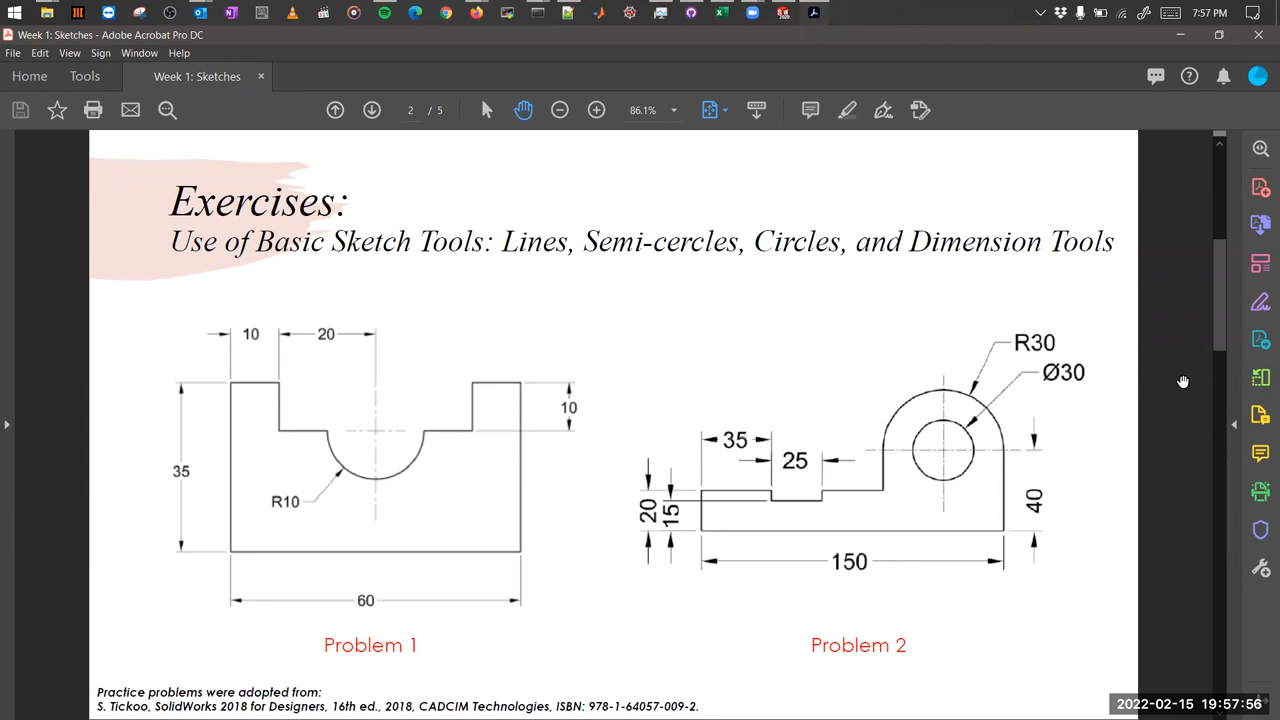 7:57 PM
Week 1: Sketches - Adobe Acrobat Pro DC
File Edit View Sign Window Help
Home Tools Week 1: Sketches ×
2 / 5 86.1%
Exercises:
Use of Basic Sketch Tools: Lines, Semi-cercles, Circles, and Dimension Tools
10 20
10
35
R10
60
R30
Ø30
35
25
20 15
40
150
Problem 1 Problem 2
Practice problems were adopted from:
S. Tickoo, SolidWorks 2018 for Designers, 16th ed., 2018, CADCIM Technologies, ISBN: 978-1-64057-009-2.
2022-02-15 19:57:56